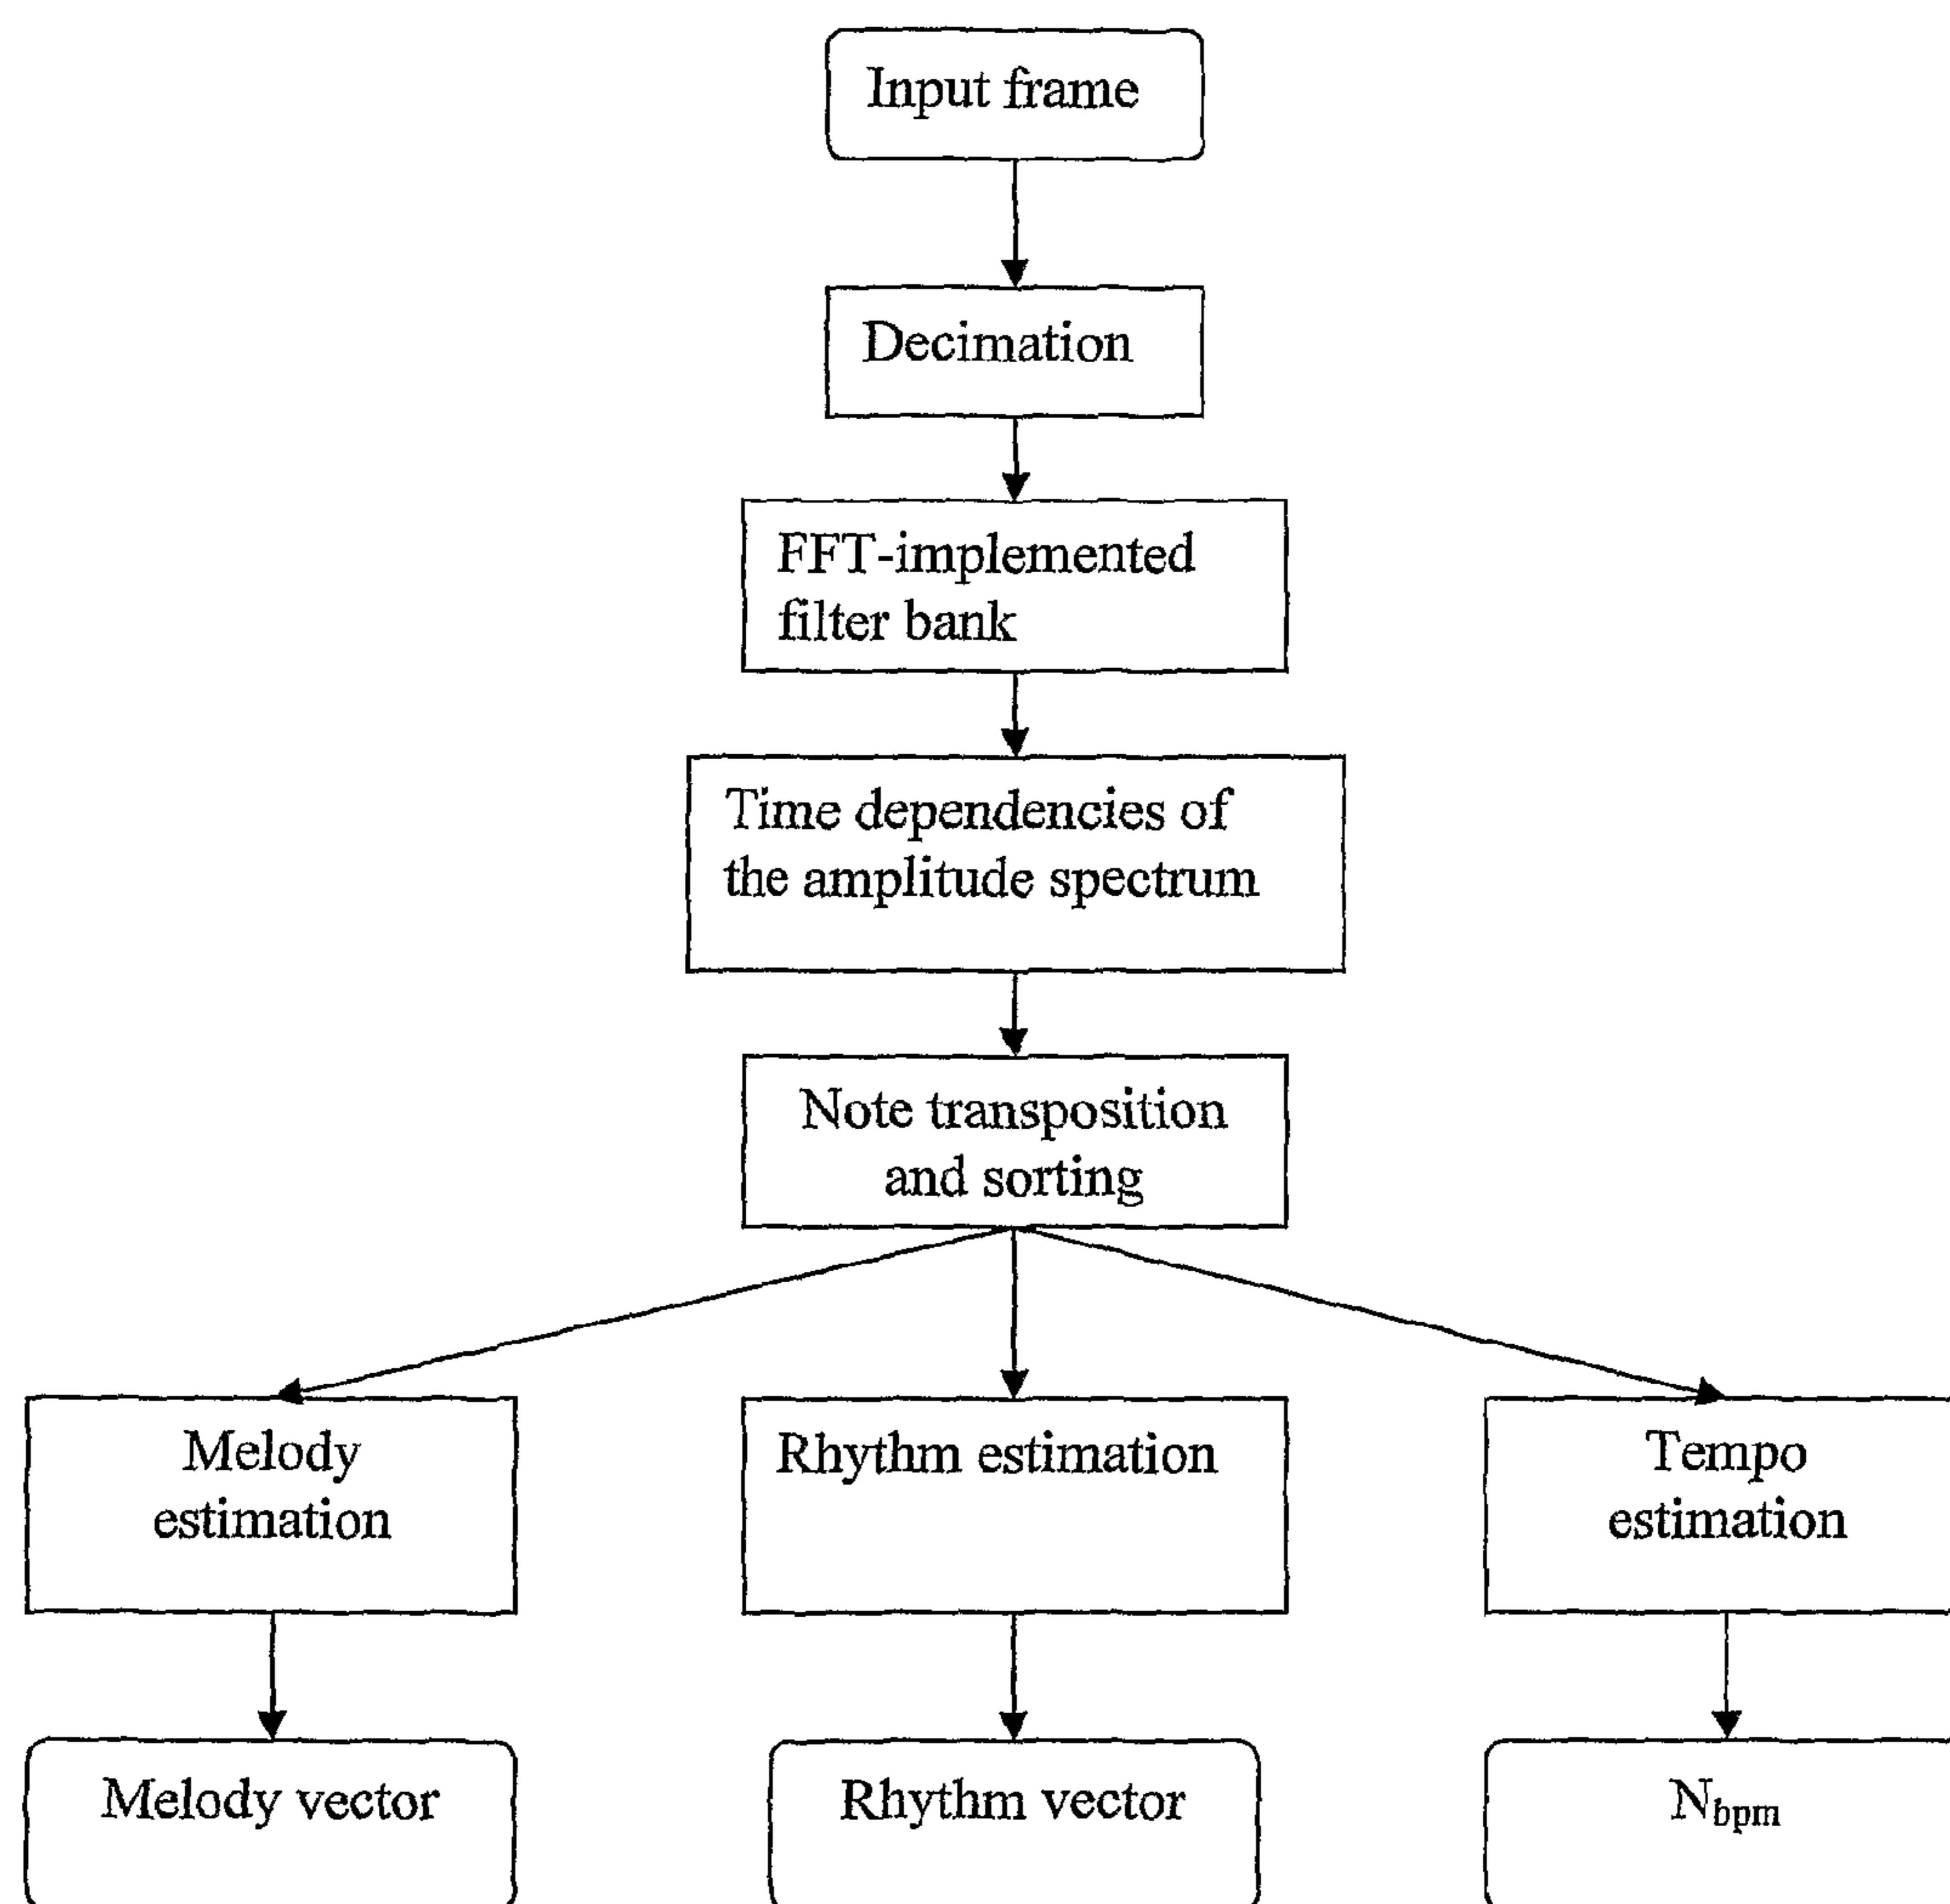 Input frame
Decimation
FFT-implemented
filter bank
Time dependencies of
the amplitude spectrum
Note transposition
and sorting
Melody
estimation
Rhythm estimation
Tempo
estimation
Melody vector
Rhythm vector
Nbpm